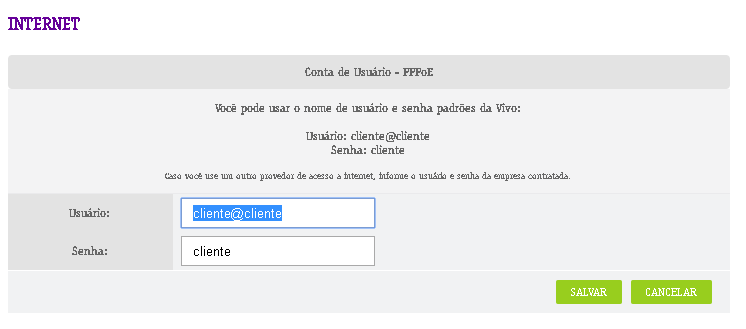 INTERNET
Conta de Usuário - PPPoE
Você pode usar o nome de usuário e senha padrões da Vivo:
Usuário: cliente@cliente
Senha: cliente
Caso você use um outro provedor de acesso a internet, informe o usuário e senha da empresa contratada.
Usuário: cliente@cliente
Senha: cliente
SALVAR CANCELAR